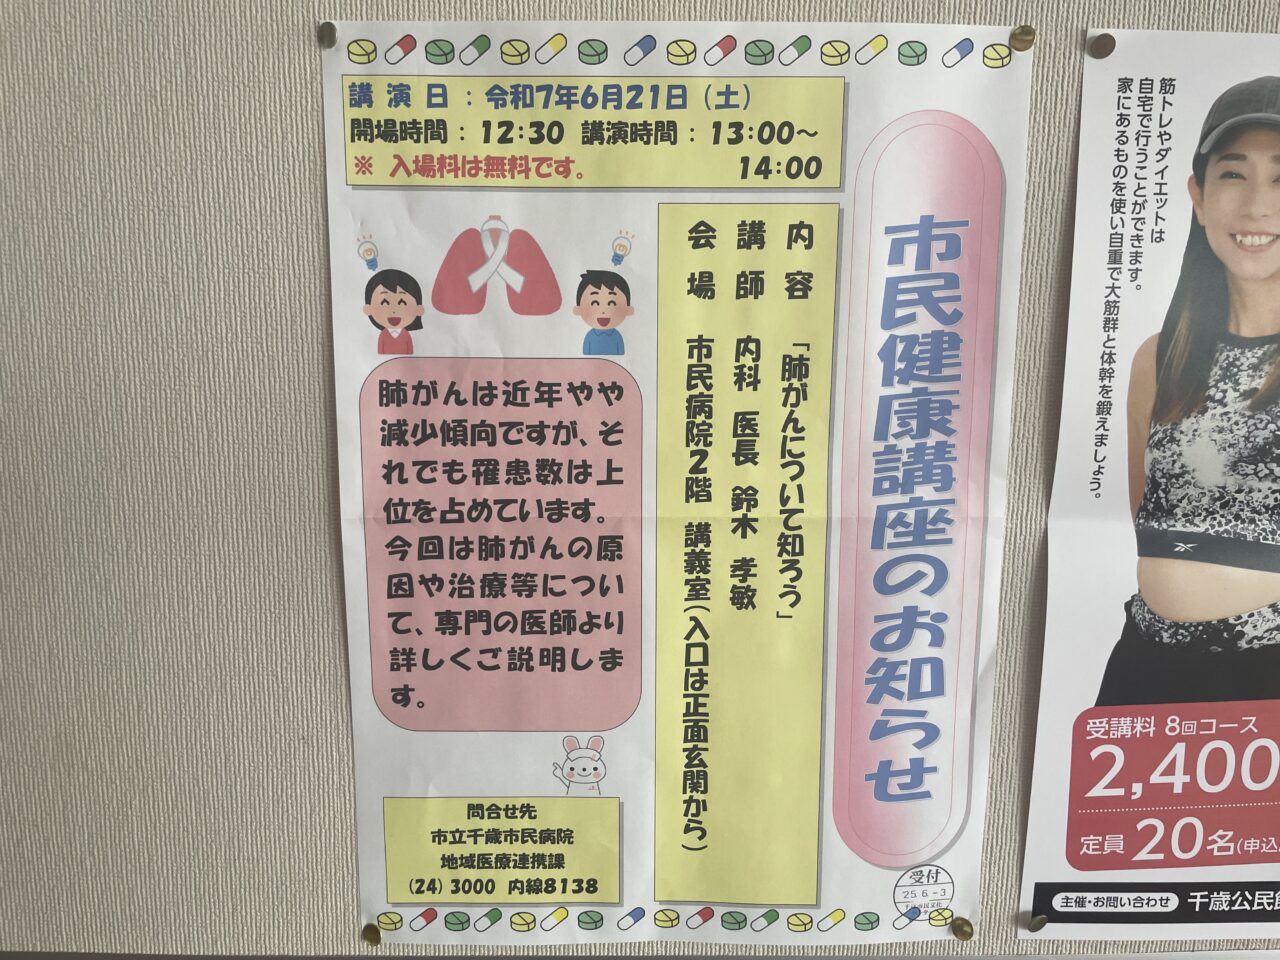 講演日：令和7年6月21日（土）
開場時間：12:30 講演時間：13:00～
14:00
※ 入場料は無料です。
市民健康講座のお知らせ
内容 「肺がんについて知ろう」
講師 内科 医長 鈴木 孝敏
会場 市民病院2階 講義室(入口は正面玄関から)
肺がんは近年やや
減少傾向ですが、そ
れでも罹患数は上
位を占めています。
今回は肺がんの原
因や治療等につい
て、専門の医師より
詳しくご説明しま
す。
問合せ先
市立千歳市民病院
地域医療連携課
(24)3000 内線8138
受付
'25.6.-3
筋トレやダイエットは
自宅で行うことができます。
家にあるものを使い自重で大筋群と体幹を鍛えましょう。
Reebok
受講料 8回コース
2,400
定員 20名(申込
主催・お問い合わせ 千歳公民館